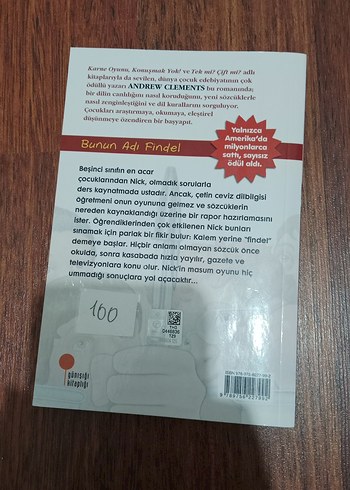 Karne Oyunu, Konuşmak Yok! ve Tek mi? Çift mi? adlı
kitaplarıyla da sevilen, dünya çocuk edebiyatının çok
ödüllü yazarı ANDREW CLEMENTS bu romanında;
bir dilin canlılığını nasıl koruduğunu, yeni sözcüklerle
nasıl zenginleştiğini ve dil kurallarını sorguluyor.
Çocukları araştırmaya, okumaya, eleştirel
düşünmeye özendiren bir başyapıt.
Yalnızca
Amerika'da
milyonlarca
sattı, sayısız
ödül aldı.
Bunun Adı Findel
Beşinci sınıfın en acar
çocuklarından Nick, olmadık sorularla
ders kaynatmada ustadır. Ancak, çetin ceviz dilbilgisi
öğretmeni onun oyununa gelmez ve sözcüklerin
nereden kaynaklandığı üzerine bir rapor hazırlamasını
ister. Öğrendiklerinden çok etkilenen Nick bunları
sınamak için parlak bir fikir bulur: Kalem yerine "findel"
demeye başlar. Hiçbir anlamı olmayan sözcük önce
okulda, sonra kasabada hızla yayılır, gazete ve
televizyonlara konu olur. Nick'in masum oyunu hiç
ummadığı sonuçlara yol açacaktır...
100
günışığı
kitaplığı